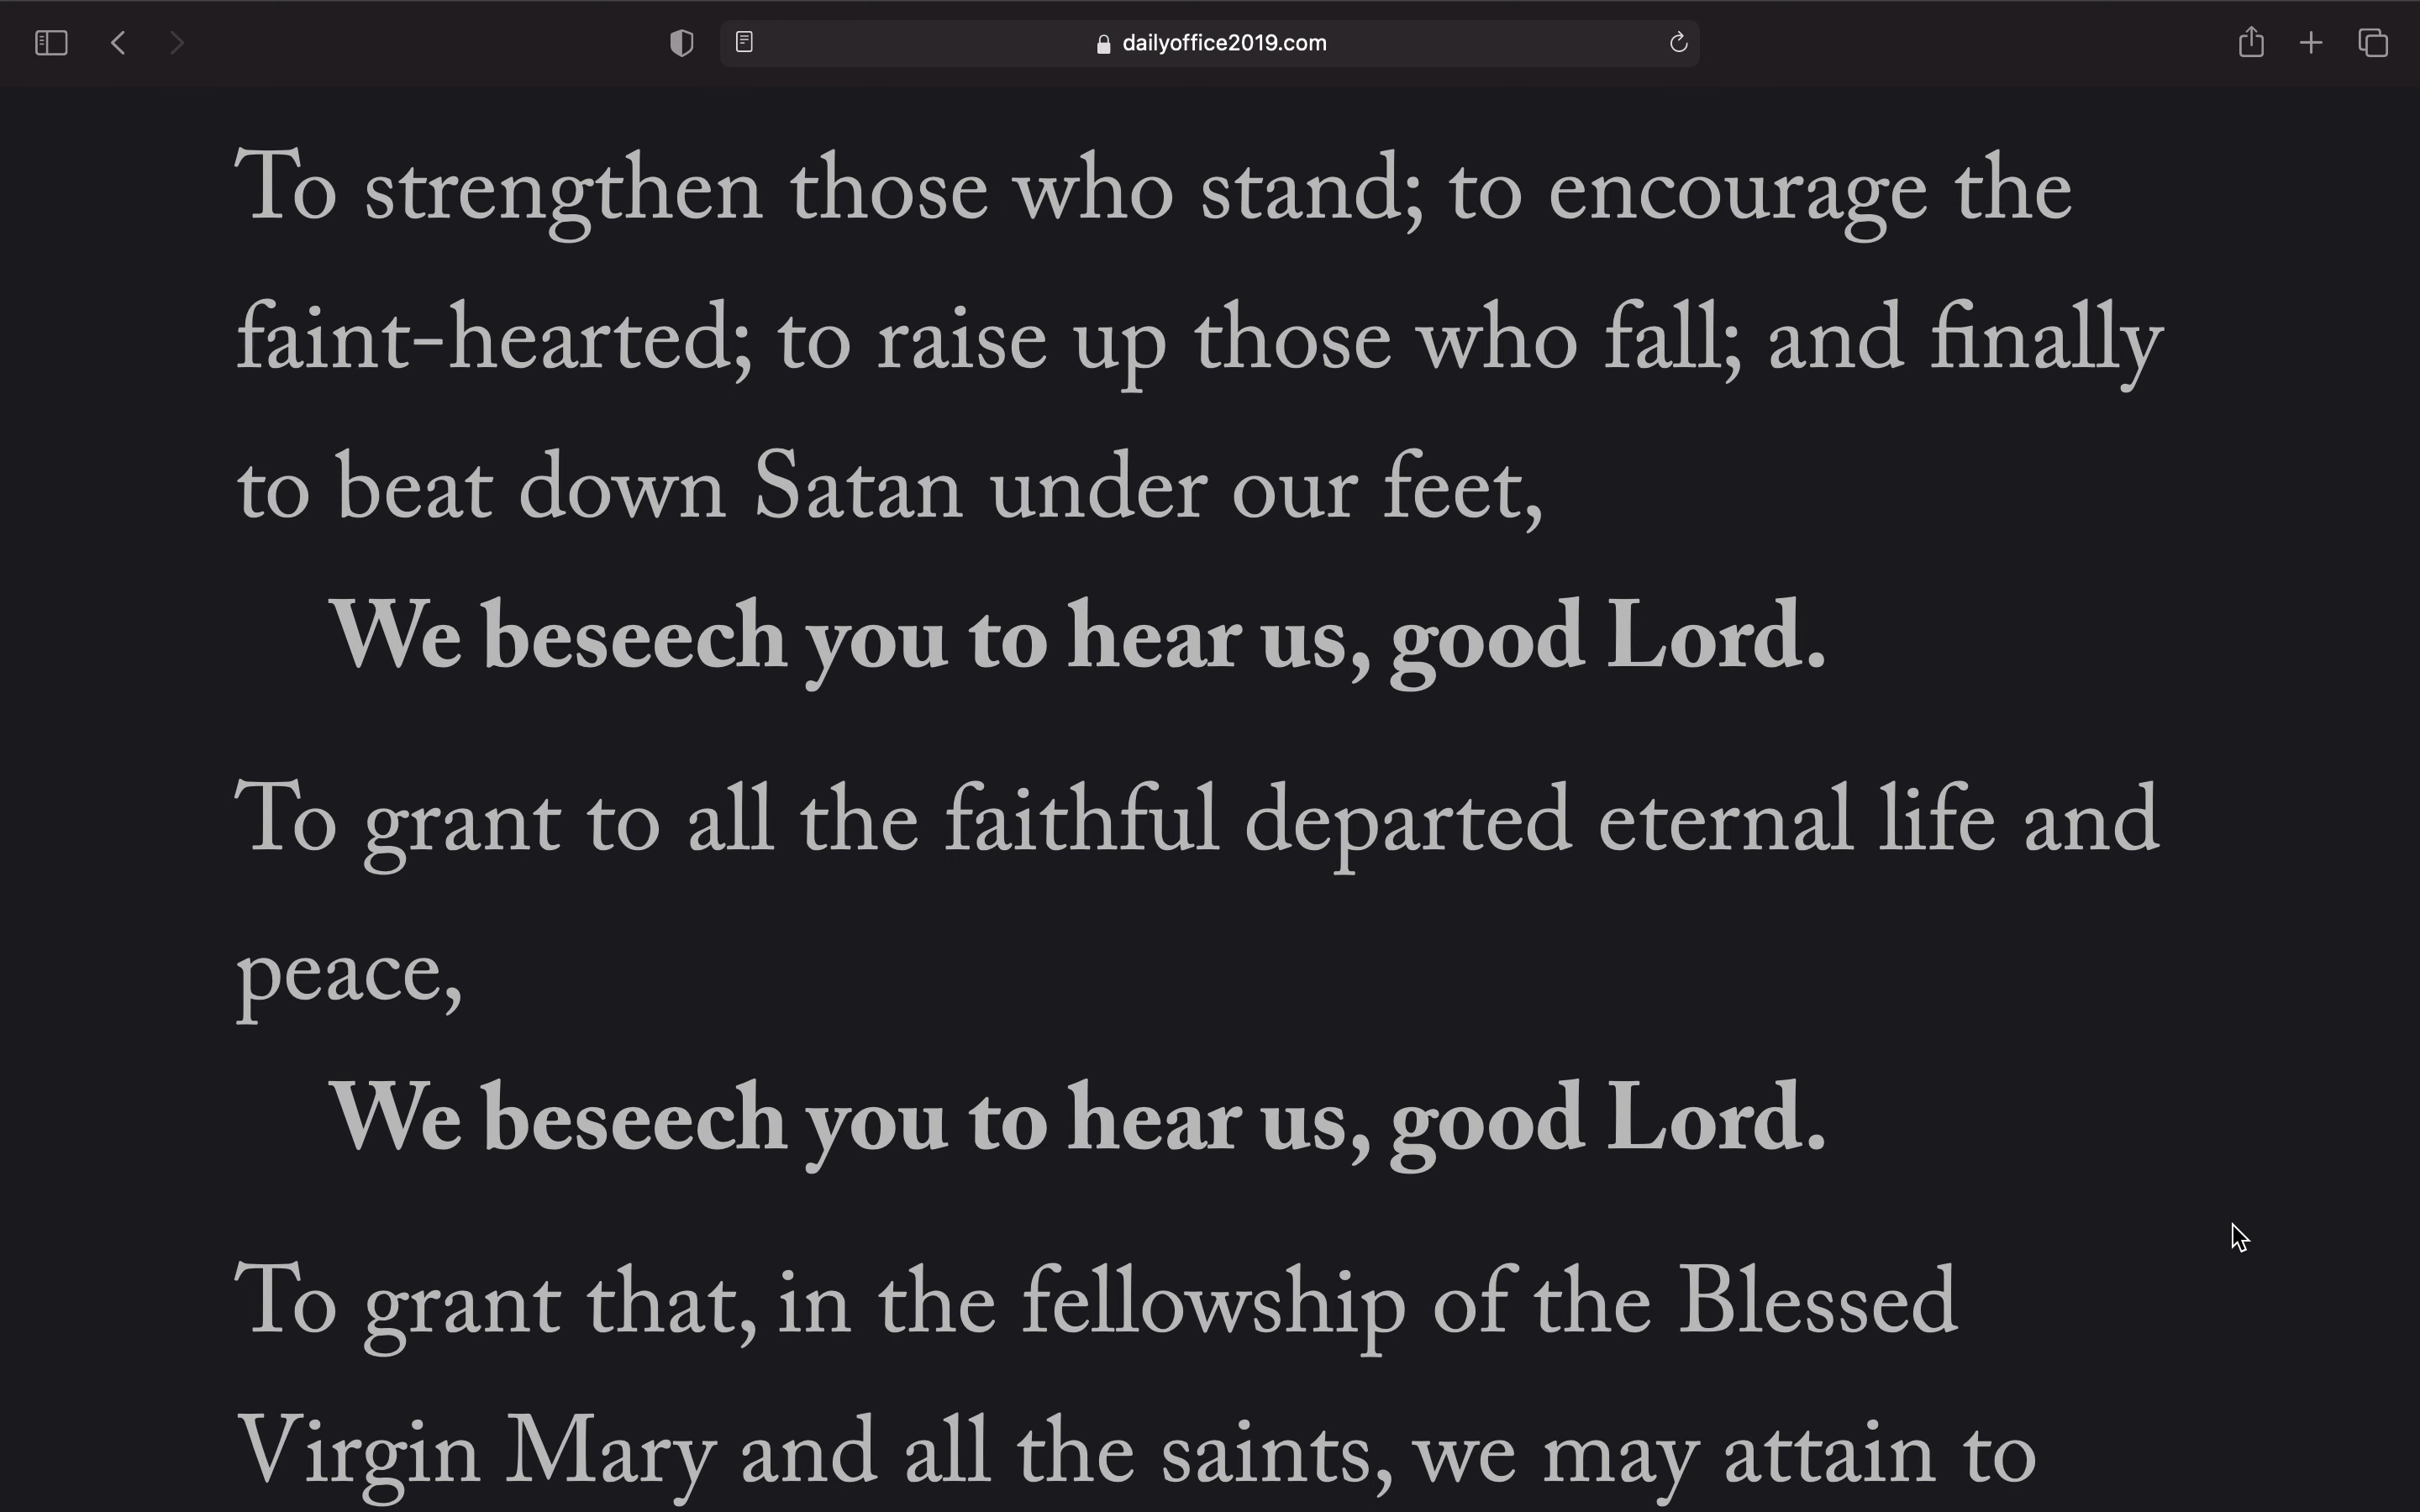 dailyoffice2019.com
To strengthen those who stand; to encourage the
faint-hearted; to raise up those who fall; and finally
to beat down Satan under our feet,
We beseech you to hear us, good Lord.
To grant to all the faithful departed eternal life and
peace,
We beseech you to hear us, good Lord.
To grant that, in the fellowship of the Blessed
Virgin Mary and all the saints, we may attain to